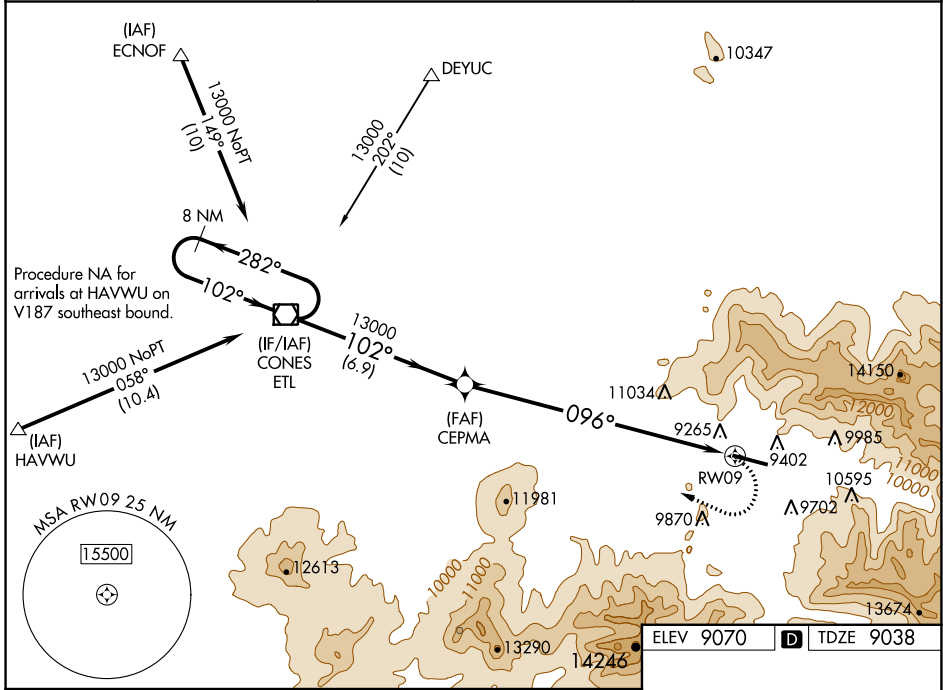 (IAF)
ECNOF
DEYUC
10347
13000 NoPT
149°
(10)
13000
202°
(10)
8 NM
282°
102°
Procedure NA for
arrivals at HAVWU on
V187 southeast bound.
(IF/IAF)
CONES
ETL
13000
102°
(6.9)
13000 NoPT
058°
(10.4)
(IAF)
HAVWU
(FAF)
CEPMA
096°
RW09
11034
9265
9402
9985
14150
12000
11000
10000
10595
9702
9870
11981
MSA RW09 25 NM
15500
12613
10000
11000
13290
14246
13674
ELEV 9070
D
TDZE 9038